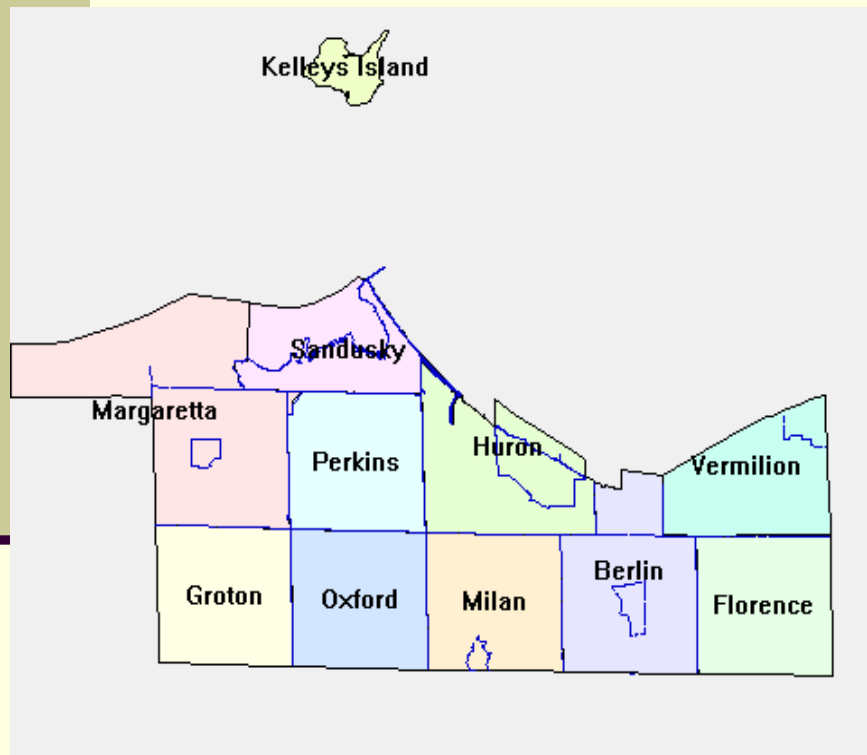 Kelleys Island
Sandusky
Margaretta
Perkins
Huron
Vermilion
Groton
Oxford
Milan
Berlin
Florence